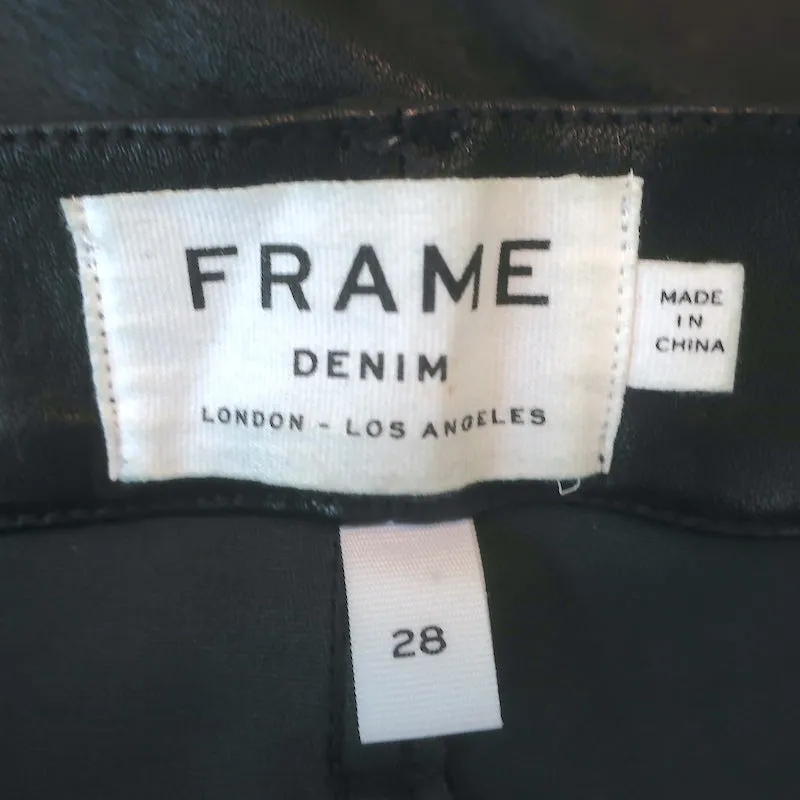 FRAME
DENIM
LONDON - LOS ANGELES
MADE
IN
CHINA
28